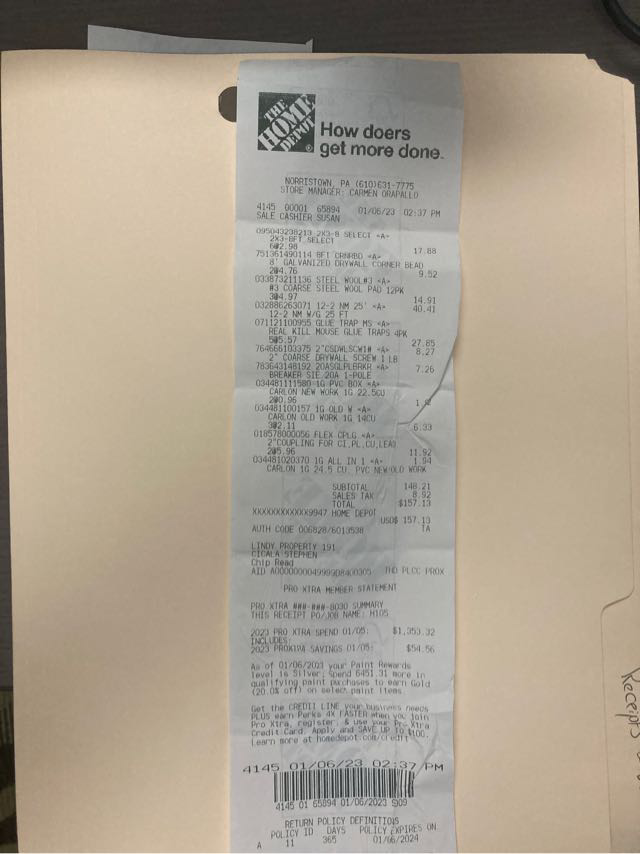 THE HOME DEPOT
How doers
get more done.
NORRISTOWN, PA (610)631-7775
STORE MANAGER: CARMEN ORAPALLO
4145 00001 65894 01/06/23 02:37 PM
SALE CASHIER SUSAN
095043238213 2X3-8 SELECT <A>
2X3-8FT SELECT
6@2.98 17.88
751361490114 8FT CRNRBD <A>
8' GALVANIZED DRYWALL CORNER BEAD
2@4.76 9.52
033873211136 STEEL WOOL#3 <A>
#3 COARSE STEEL WOOL PAD 12PK
3@4.97 14.91
032886263071 12-2 NM 25' <A> 40.41
12-2 NM W/G 25 FT
071121100955 GLUE TRAP MS <A>
REAL KILL MOUSE GLUE TRAPS 4PK
5@5.57 27.85
764666103375 2"CSDWLSCW1# <A> 8.27
2" COARSE DRYWALL SCREW 1 LB
783643148192 20ASGLPLBRKR <A> 7.26
BREAKER SIE 20A 1-POLE
034481111580 1G PVC BOX <A>
CARLON NEW WORK 1G 22.5CU
2@0.96
034481100157 1G OLD W <A>
CARLON OLD WORK 1G 14CU
3@2.11 6.33
018578000056 FLEX CPLG <A>
2"COUPLING FOR CI,PL,CU,LEAD
2@5.96 11.92
034481020370 1G ALL IN 1 <A> 1.94
CARLON 1G 24.5 CU. PVC NEW/OLD WORK
SUBTOTAL 148.21
SALES TAX 8.92
TOTAL $157.13
XXXXXXXXXXXX9947 HOME DEPOT
USD$ 157.13
AUTH CODE 006828/6013538 TA
LINDY PROPERTY 191
CICALA STEPHEN
Chip Read
AID A0000000049999D8400305 THD PLCC PROX
PRO XTRA MEMBER STATEMENT
PRO XTRA ###-###-8030 SUMMARY
THIS RECEIPT PO/JOB NAME: H105
2023 PRO XTRA SPEND 01/05: $1,353.32
INCLUDES:
2023 PROXTRA SAVINGS 01/05: $54.56
As of 01/06/2023 your Paint Rewards
level is Silver; Spend 6451.31 more in
qualifying paint purchases to earn Gold
(20.0% off) on select paint items
Get the CREDIT LINE your business needs
PLUS earn Perks 4X FASTER when you join
Pro Xtra, register, & use your Pro Xtra
Credit Card. Apply and SAVE UP TO $100.
Learn more at homedepot.com/credit
4145 01/06/23 02:37 PM
4145 01 65894 01/06/2023 5909
RETURN POLICY DEFINITIONS
POLICY ID DAYS POLICY EXPIRES ON
A 11 365 01/06/2024
Receipts